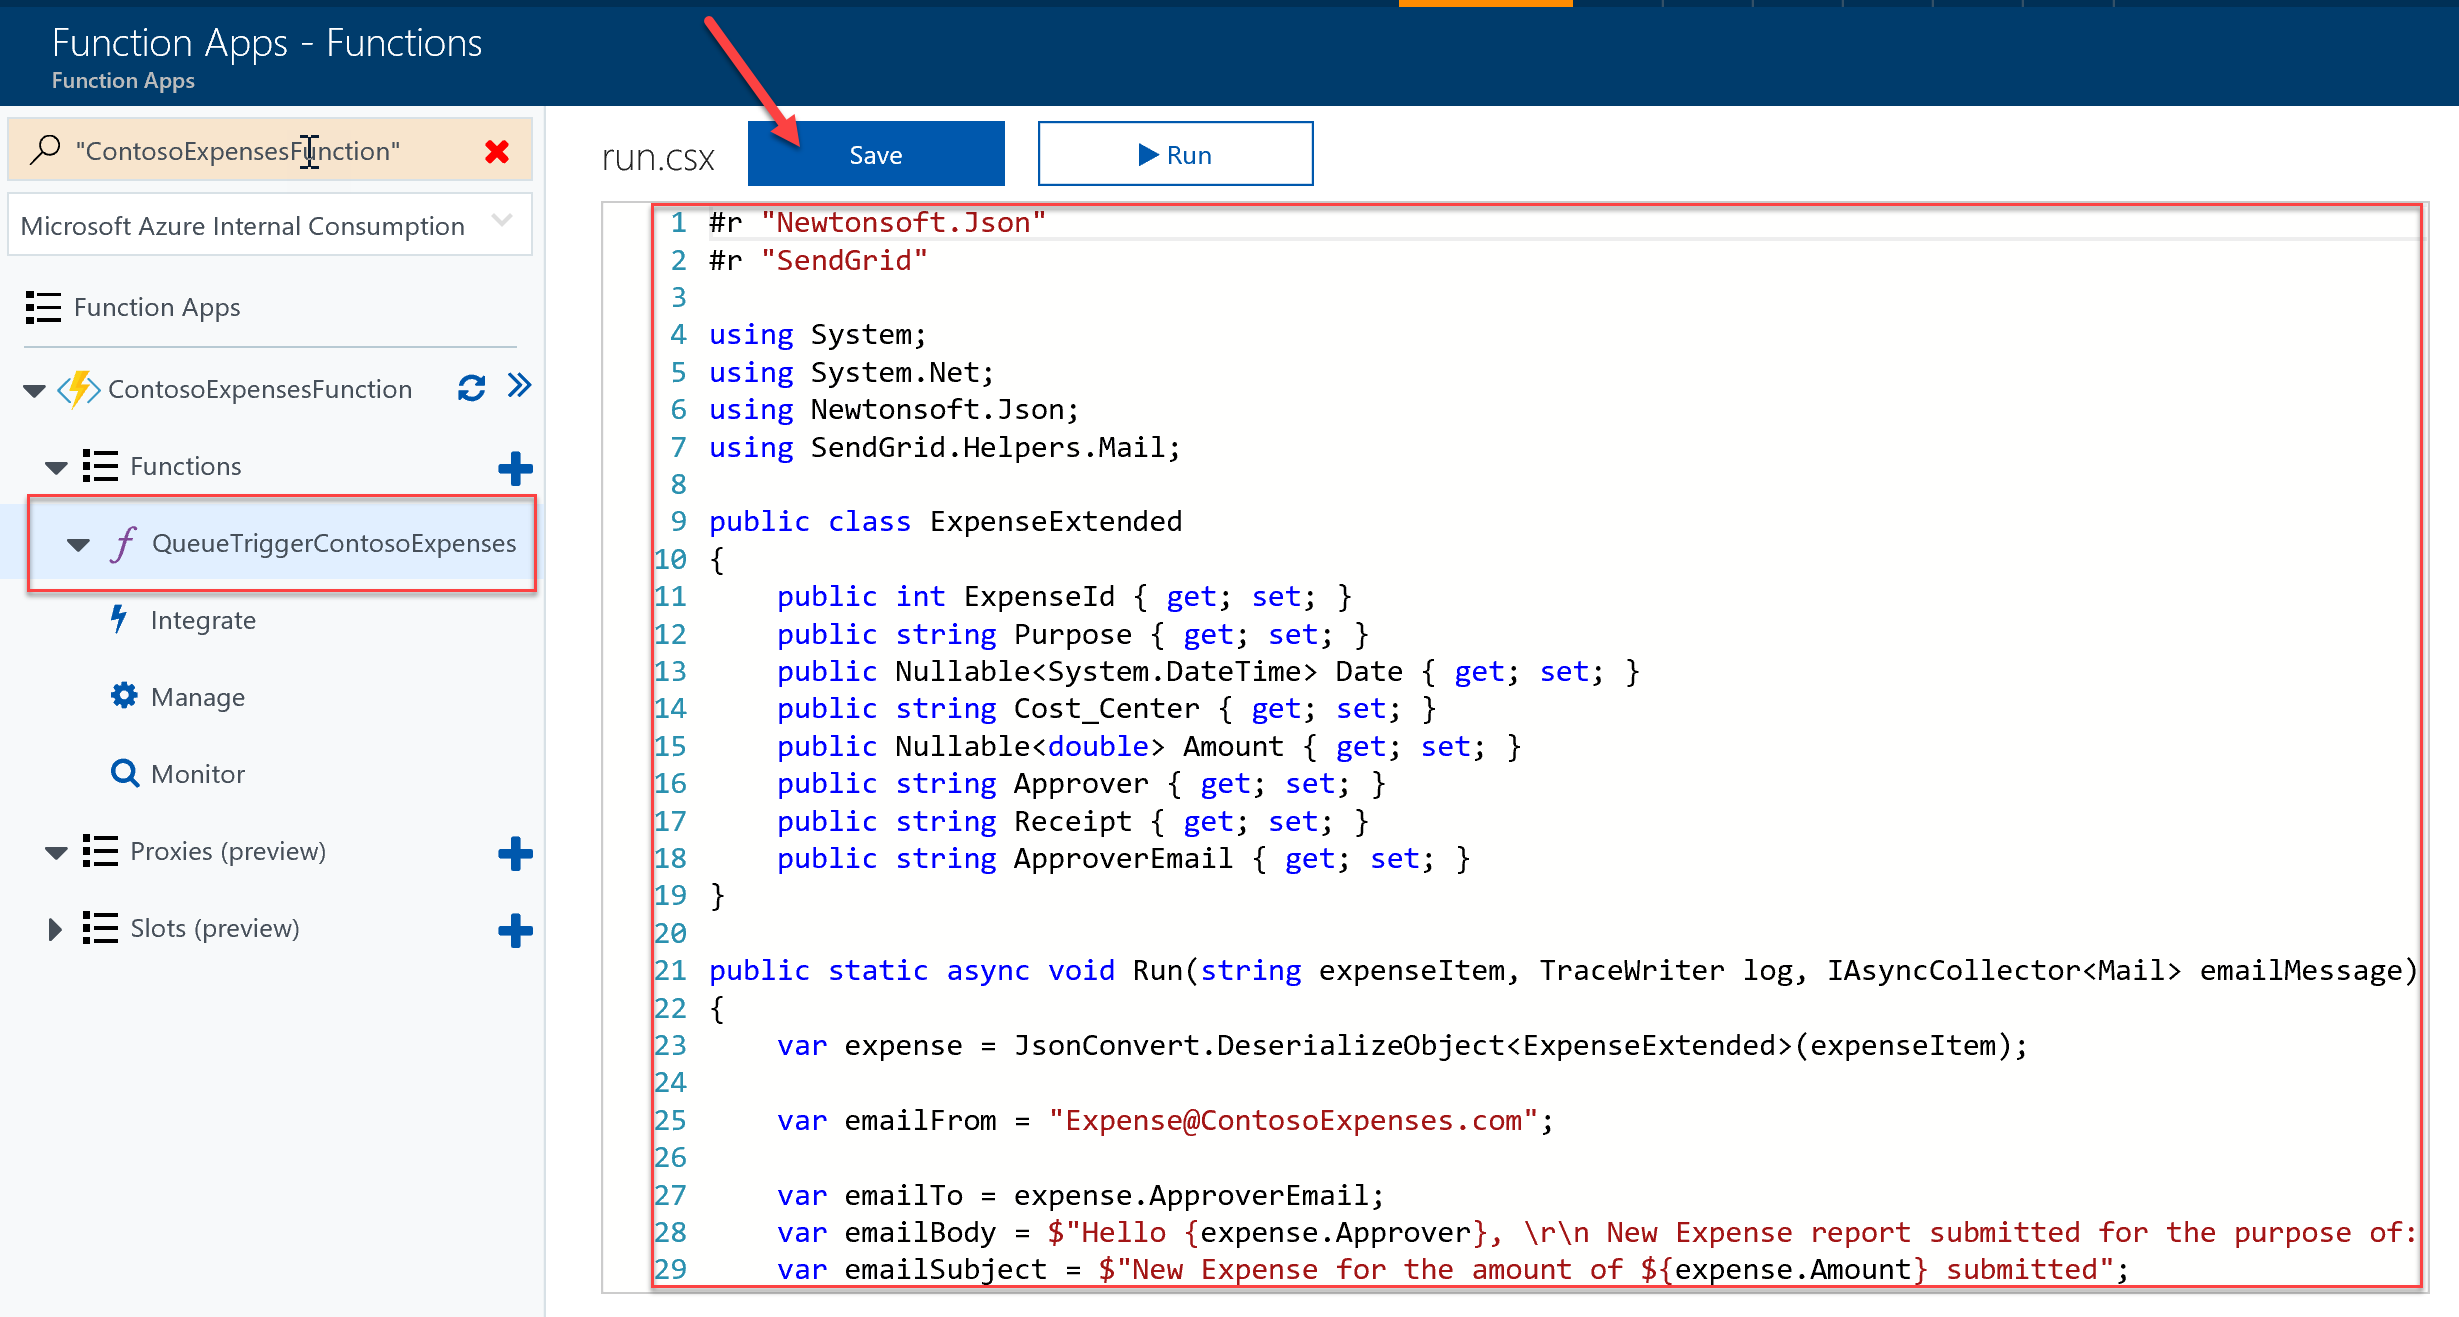 Function Apps - Functions
Function Apps
"ContosoExpensesFunction"
Microsoft Azure Internal Consumption
Function Apps
ContosoExpensesFunction
Functions
QueueTriggerContosoExpenses
Integrate
Manage
Monitor
Proxies (preview)
Slots (preview)
run.csx
Save
Run
1 #r "Newtonsoft.Json"
2 #r "SendGrid"
3
4 using System;
5 using System.Net;
6 using Newtonsoft.Json;
7 using SendGrid.Helpers.Mail;
8
9 public class ExpenseExtended
10 {
11     public int ExpenseId { get; set; }
12     public string Purpose { get; set; }
13     public Nullable<System.DateTime> Date { get; set; }
14     public string Cost_Center { get; set; }
15     public Nullable<double> Amount { get; set; }
16     public string Approver { get; set; }
17     public string Receipt { get; set; }
18     public string ApproverEmail { get; set; }
19 }
20
21 public static async void Run(string expenseItem, TraceWriter log, IAsyncCollector<Mail> emailMessage)
22 {
23     var expense = JsonConvert.DeserializeObject<ExpenseExtended>(expenseItem);
24
25     var emailFrom = "Expense@ContosoExpenses.com";
26
27     var emailTo = expense.ApproverEmail;
28     var emailBody = $"Hello {expense.Approver}, \r\n New Expense report submitted for the purpose of:
29     var emailSubject = $"New Expense for the amount of ${expense.Amount} submitted";